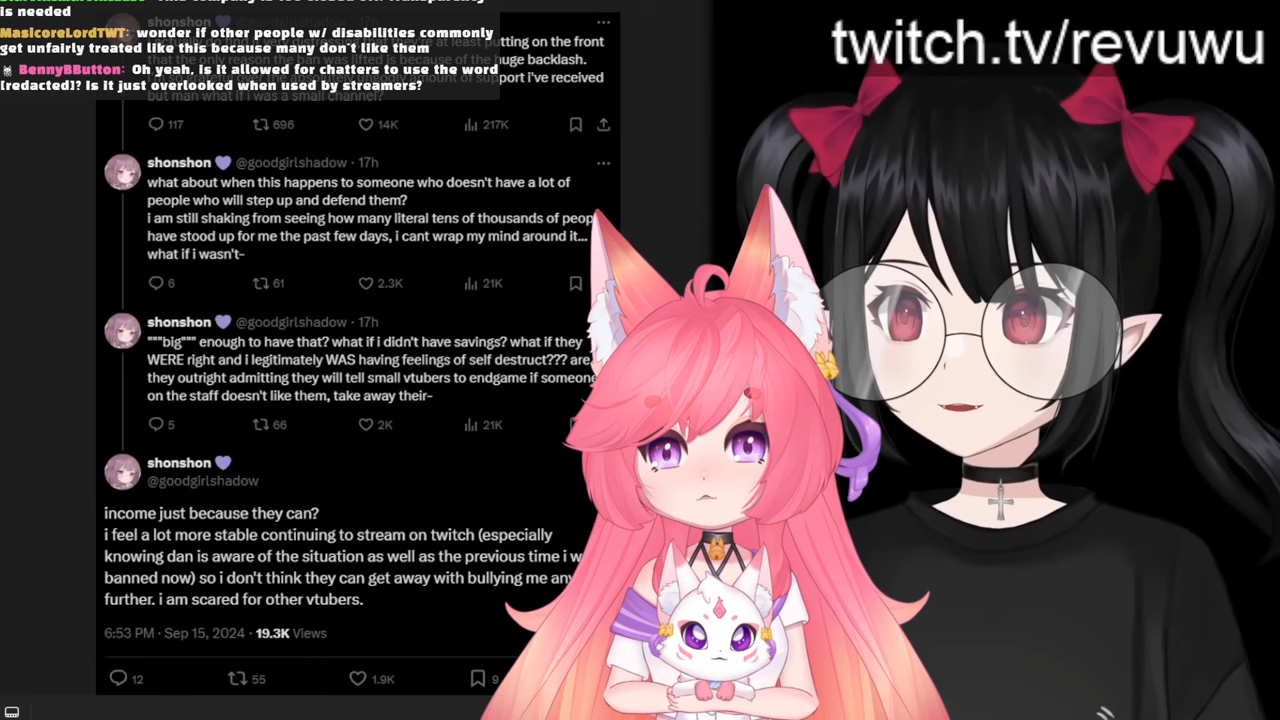 is needed
MasicoreLordTWT: wonder if other people w/ disabilities commonly
get unfairly treated like this because many don't like them
BennyBButton: Oh yeah, is it allowed for chatters to use the word
[redacted]? Is it just overlooked when used by streamers?
twitch.tv/revuwu
at least putting on the front
that the only reason the ban was lifted is because of the huge backlash.
support i've received
but man what if i was a small channel?
117 696 14K 217K
shonshon 💜 @goodgirlshadow · 17h
what about when this happens to someone who doesn't have a lot of
people who will step up and defend them?
i am still shaking from seeing how many literal tens of thousands of peop
have stood up for me the past few days, i cant wrap my mind around it...
what if i wasn't-
6 61 2.3K 21K
shonshon 💜 @goodgirlshadow · 17h
"""big""" enough to have that? what if i didn't have savings? what if they
WERE right and i legitimately WAS having feelings of self destruct??? are
they outright admitting they will tell small vtubers to endgame if someone
on the staff doesn't like them, take away their-
5 66 2K 21K
shonshon 💜
@goodgirlshadow
income just because they can?
i feel a lot more stable continuing to stream on twitch (especially
knowing dan is aware of the situation as well as the previous time i w
banned now) so i don't think they can get away with bullying me any
further. i am scared for other vtubers.
6:53 PM · Sep 15, 2024 · 19.3K Views
12 55 1.9K 9